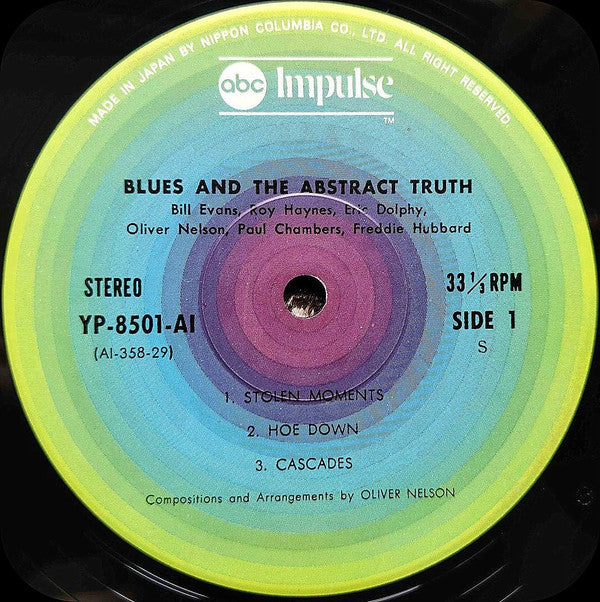 MADE IN JAPAN BY NIPPON COLUMBIA CO., LTD. ALL RIGHT RESERVED
abc Impulse
TM
BLUES AND THE ABSTRACT TRUTH
Bill Evans, Roy Haynes, Eric Dolphy,
Oliver Nelson, Paul Chambers, Freddie Hubbard
STEREO
33 1/3 RPM
YP-8501-AI
SIDE 1
(AI-358-29)
S
1. STOLEN MOMENTS
2. HOE DOWN
3. CASCADES
Compositions and Arrangements by OLIVER NELSON